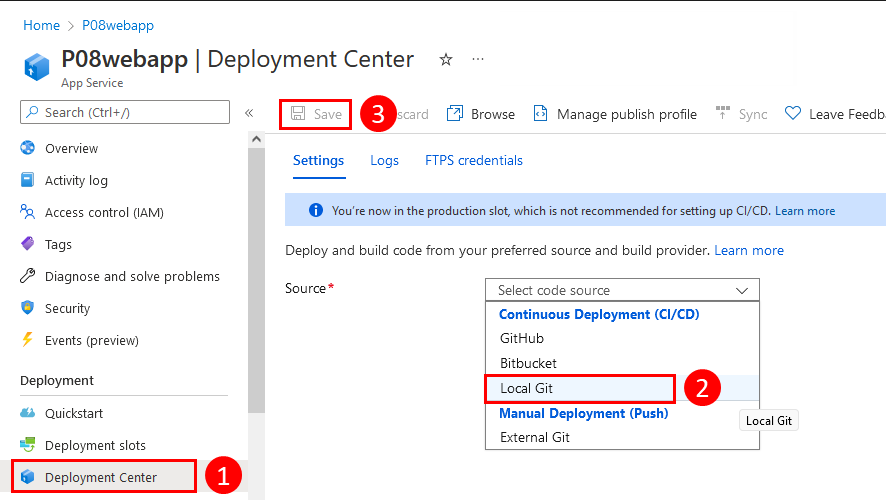 Home > P08webapp
P08webapp | Deployment Center
App Service
Search (Ctrl+/)
Overview
Activity log
Access control (IAM)
Tags
Diagnose and solve problems
Security
Events (preview)
Deployment
Quickstart
Deployment slots
Deployment Center
1
Save
3
scard
Browse
Manage publish profile
Sync
Leave Feedba
Settings
Logs
FTPS credentials
You're now in the production slot, which is not recommended for setting up CI/CD. Learn more
Deploy and build code from your preferred source and build provider. Learn more
Source*
Select code source
Continuous Deployment (CI/CD)
GitHub
Bitbucket
Local Git
2
Manual Deployment (Push)
Local Git
External Git